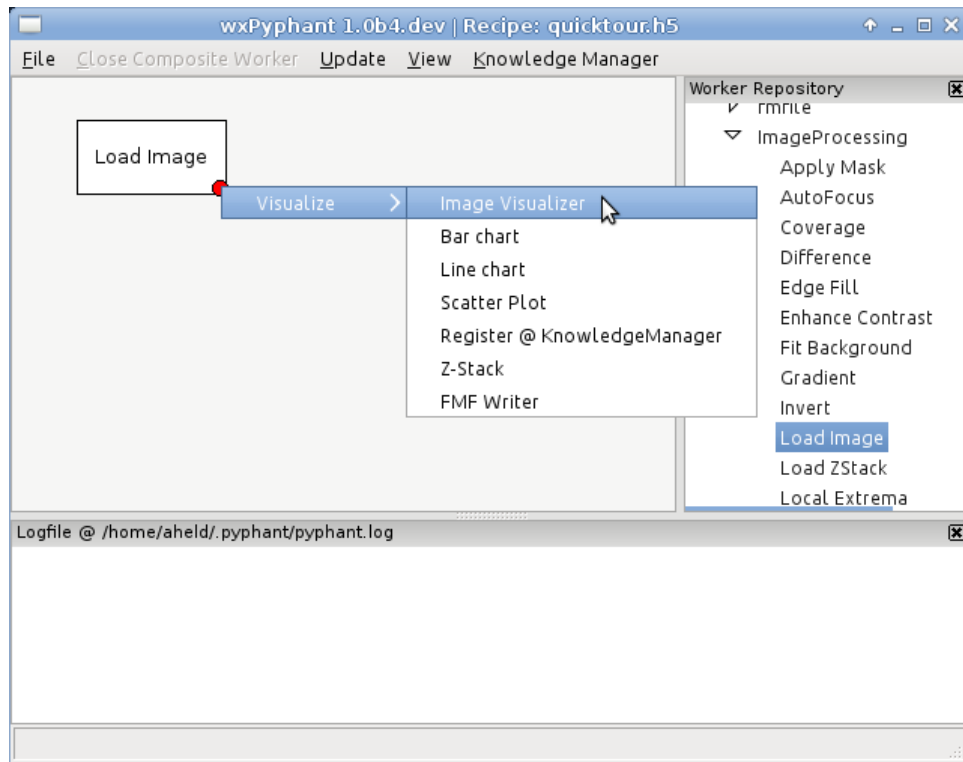 wxPyphant 1.0b4.dev | Recipe: quicktour.h5
File Close Composite Worker Update View Knowledge Manager
Load Image
Visualize
Image Visualizer
Bar chart
Line chart
Scatter Plot
Register @ KnowledgeManager
Z-Stack
FMF Writer
Worker Repository
rmfile
ImageProcessing
Apply Mask
AutoFocus
Coverage
Difference
Edge Fill
Enhance Contrast
Fit Background
Gradient
Invert
Load Image
Load ZStack
Local Extrema
Logfile @ /home/aheld/.pyphant/pyphant.log